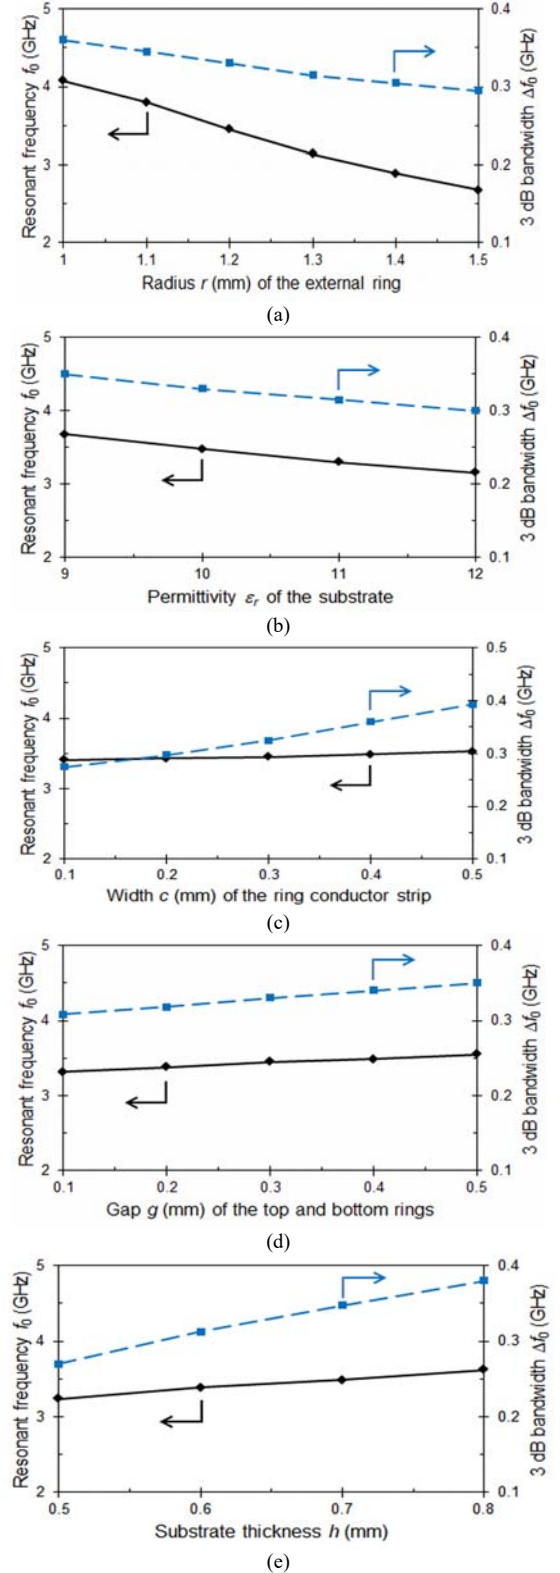 Resonant frequency f0 (GHz)
5
4
3
2
0.4
0.3
0.2
0.1
3 dB bandwidth Δf0 (GHz)
1 1.1 1.2 1.3 1.4 1.5
Radius r (mm) of the external ring
(a)
Resonant frequency f0 (GHz)
5
4
3
2
0.4
0.3
0.2
0.1
3 dB bandwidth Δf0 (GHz)
9 10 11 12
Permittivity εr of the substrate
(b)
Resonant frequency f0 (GHz)
5
4
3
2
0.5
0.4
0.3
0.2
0.1
3 dB bandwidth Δf0 (GHz)
0.1 0.2 0.3 0.4 0.5
Width c (mm) of the ring conductor strip
(c)
Resonant frequency f0 (GHz)
5
4
3
2
0.4
0.3
0.2
0.1
3 dB bandwidth Δf0 (GHz)
0.1 0.2 0.3 0.4 0.5
Gap g (mm) of the top and bottom rings
(d)
Resonant frequency f0 (GHz)
5
4
3
2
0.4
0.3
0.2
0.1
3 dB bandwidth Δf0 (GHz)
0.5 0.6 0.7 0.8
Substrate thickness h (mm)
(e)